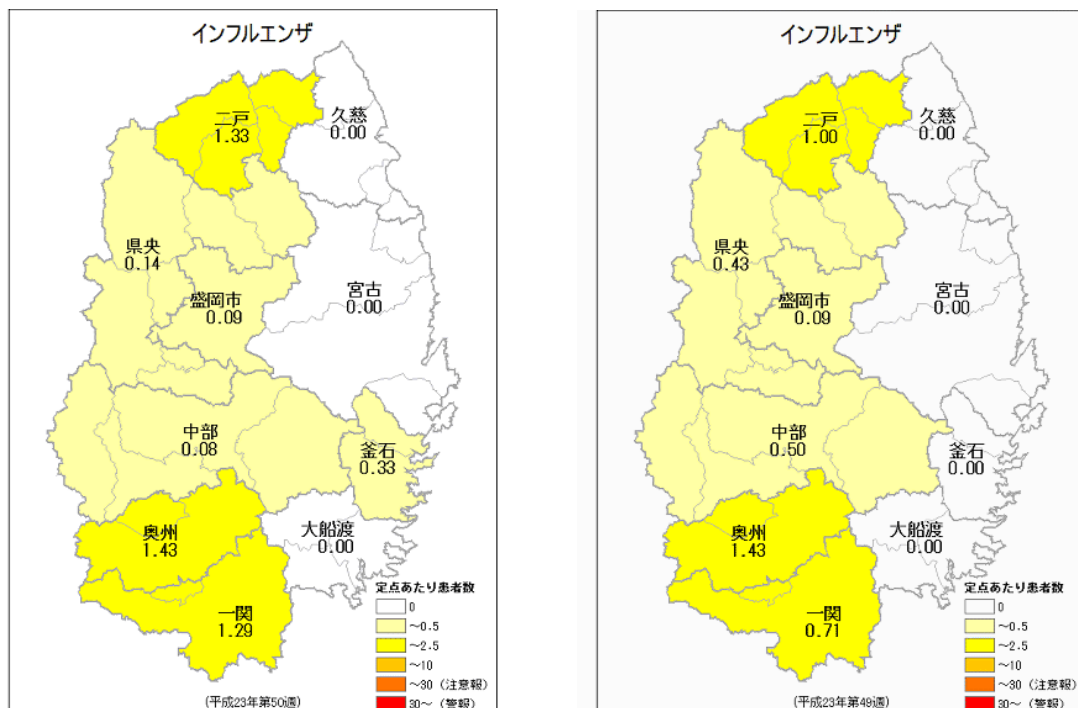 インフルエンザ
久慈
0.00
二戸
1.33
県央
0.14
盛岡市
0.09
宮古
0.00
中部
0.08
釜石
0.33
奥州
1.43
大船渡
0.00
一関
1.29
定点あたり患者数
0
～0.5
～2.5
～10
～30 (注意報)
30～ (警報)
(平成23年第50週)
インフルエンザ
久慈
0.00
二戸
1.00
県央
0.43
盛岡市
0.09
宮古
0.00
中部
0.50
釜石
0.00
奥州
1.43
大船渡
0.00
一関
0.71
定点あたり患者数
0
～0.5
～2.5
～10
～30 (注意報)
30～ (警報)
(平成23年第49週)